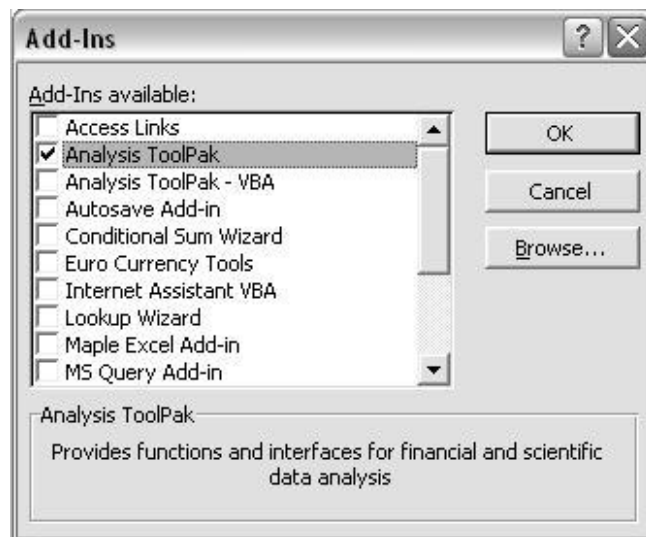 Add-Ins
Add-Ins available:
Access Links
Analysis ToolPak
Analysis ToolPak - VBA
Autosave Add-in
Conditional Sum Wizard
Euro Currency Tools
Internet Assistant VBA
Lookup Wizard
Maple Excel Add-in
MS Query Add-in
OK
Cancel
Browse...
Analysis ToolPak
Provides functions and interfaces for financial and scientific
data analysis